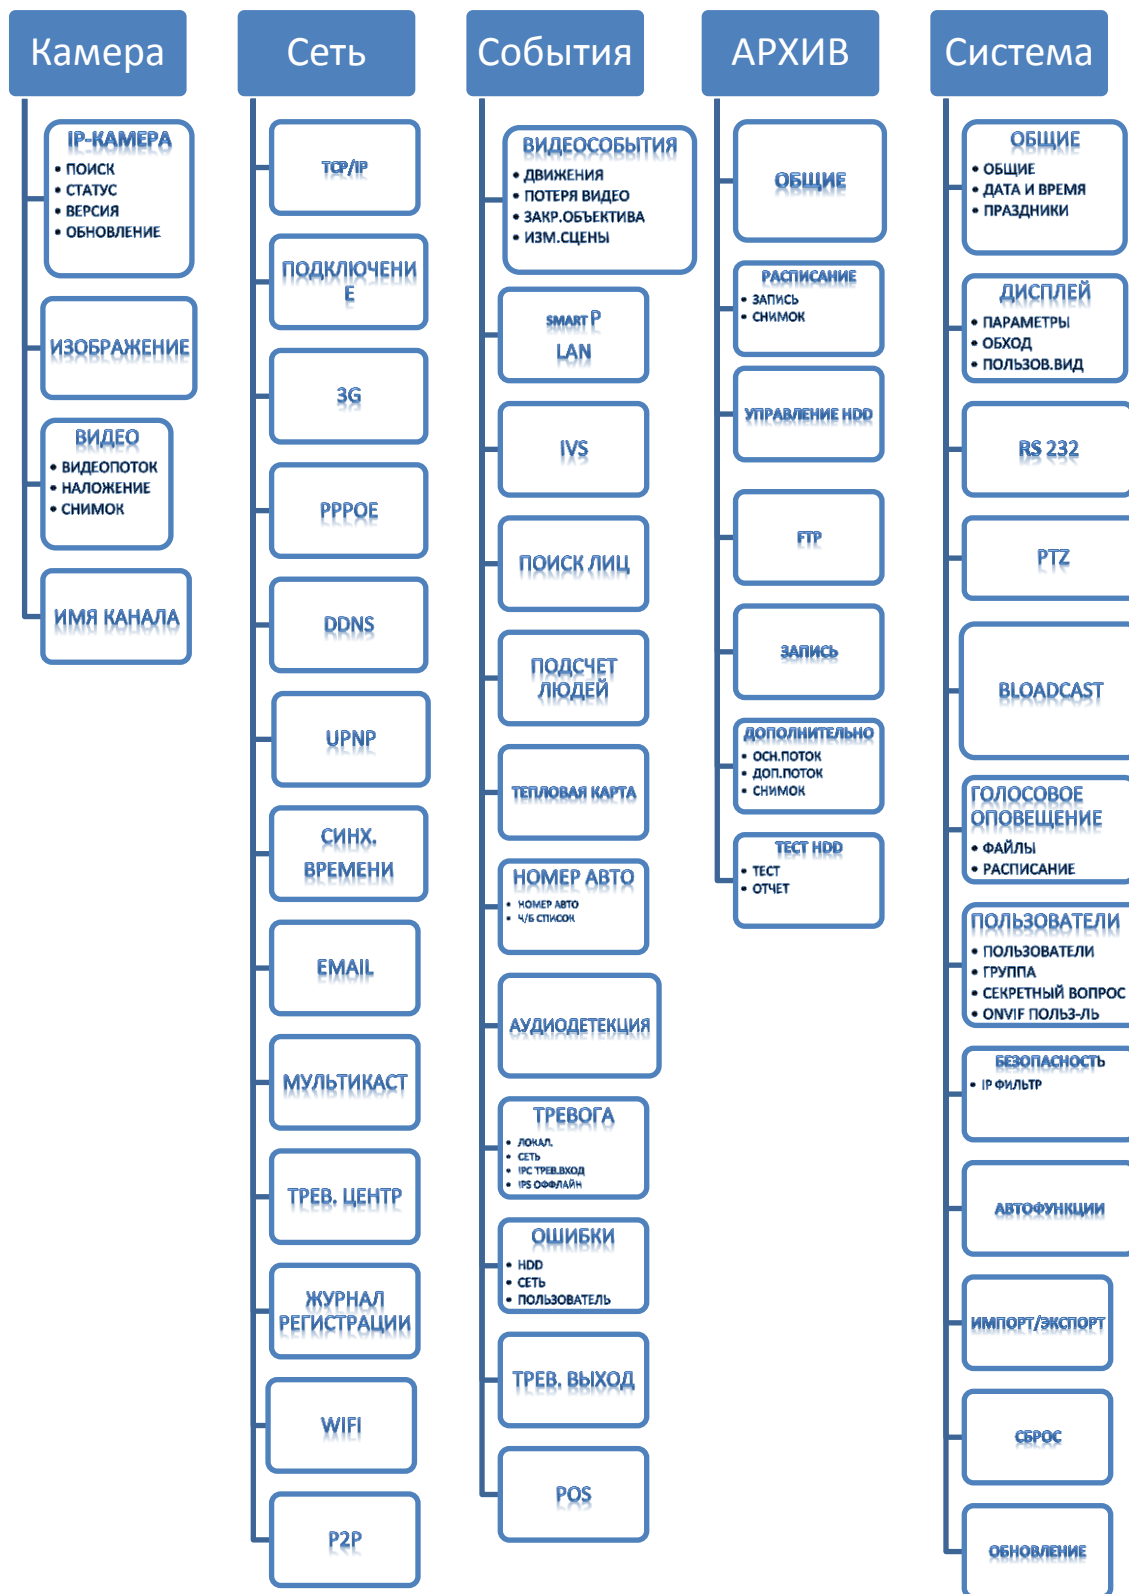 Камера
IP-КАМЕРА
• ПОИСК
• СТАТУС
• ВЕРСИЯ
• ОБНОВЛЕНИЕ
ИЗОБРАЖЕНИЕ
ВИДЕО
• ВИДЕОПОТОК
• НАЛОЖЕНИЕ
• СНИМОК
ИМЯ КАНАЛА
Сеть
TCP/IP
ПОДКЛЮЧЕНИ
Е
3G
PPPOE
DDNS
UPNP
СИНХ.
ВРЕМЕНИ
EMAIL
МУЛЬТИКАСТ
ТРЕВ. ЦЕНТР
ЖУРНАЛ
РЕГИСТРАЦИИ
WIFI
P2P
События
ВИДЕОСОБЫТИЯ
• ДВИЖЕНИЯ
• ПОТЕРЯ ВИДЕО
• ЗАКР.ОБЪЕКТИВА
• ИЗМ.СЦЕНЫ
SMART P
LAN
IVS
ПОИСК ЛИЦ
ПОДСЧЕТ
ЛЮДЕЙ
ТЕПЛОВАЯ КАРТА
НОМЕР АВТО
• НОМЕР АВТО
• Ч/Б СПИСОК
АУДИОДЕТЕКЦИЯ
ТРЕВОГА
• ЛОКАЛ.
• СЕТЬ
• IPC ТРЕВ.ВХОД
• IPS ОФФЛАЙН
ОШИБКИ
• HDD
• СЕТЬ
• ПОЛЬЗОВАТЕЛЬ
ТРЕВ. ВЫХОД
POS
АРХИВ
ОБЩИЕ
РАСПИСАНИЕ
• ЗАПИСЬ
• СНИМОК
УПРАВЛЕНИЕ HDD
FTP
ЗАПИСЬ
ДОПОЛНИТЕЛЬНО
• ОСН.ПОТОК
• ДОП.ПОТОК
• СНИМОК
ТЕСТ HDD
• ТЕСТ
• ОТЧЕТ
Система
ОБЩИЕ
• ОБЩИЕ
• ДАТА И ВРЕМЯ
• ПРАЗДНИКИ
ДИСПЛЕЙ
• ПАРАМЕТРЫ
• ОБХОД
• ПОЛЬЗОВ.ВИД
RS 232
PTZ
BLOADCAST
ГОЛОСОВОЕ
ОПОВЕЩЕНИЕ
• ФАЙЛЫ
• РАСПИСАНИЕ
ПОЛЬЗОВАТЕЛИ
• ПОЛЬЗОВАТЕЛИ
• ГРУППА
• СЕКРЕТНЫЙ ВОПРОС
• ONVIF ПОЛЬЗ-ЛЬ
БЕЗОПАСНОСТЬ
• IP ФИЛЬТР
АВТОФУНКЦИИ
ИМПОРТ/ЭКСПОРТ
СБРОС
ОБНОВЛЕНИЕ